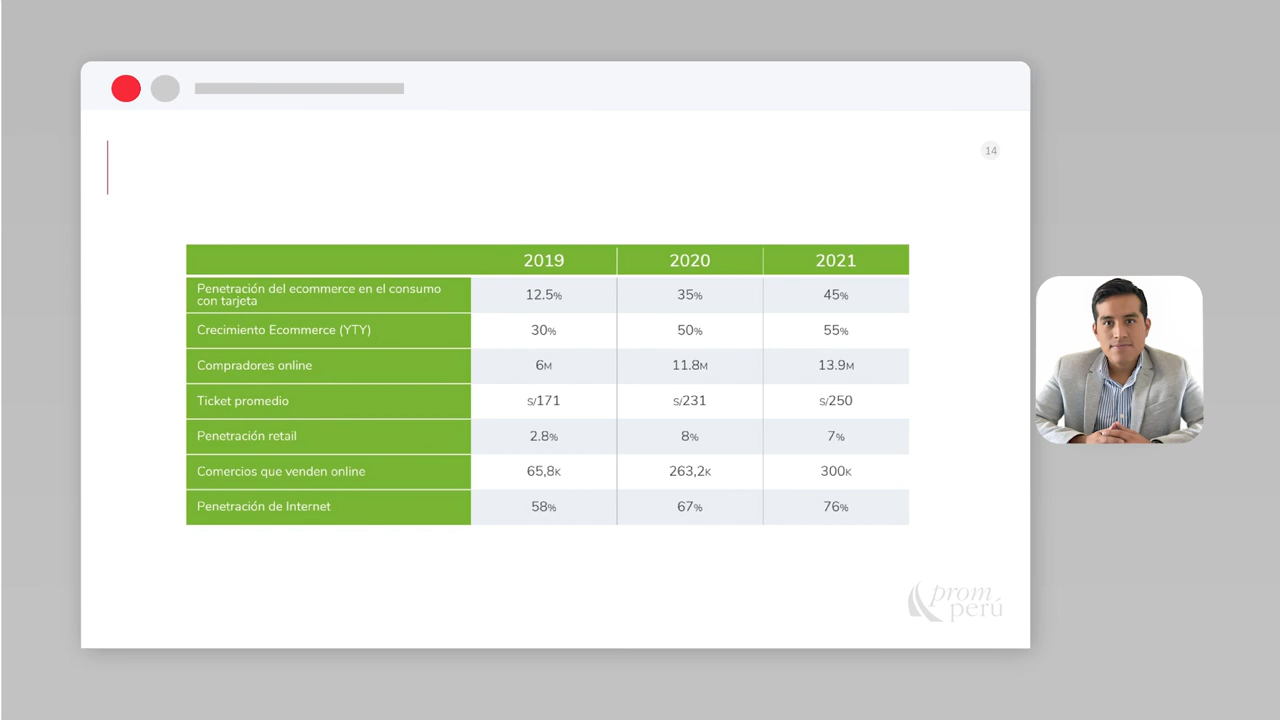 14
2019 2020 2021
Penetración del ecommerce en el consumo
con tarjeta 12.5% 35% 45%
Crecimiento Ecommerce (YTY) 30% 50% 55%
Compradores online 6M 11.8M 13.9M
Ticket promedio S/171 S/231 S/250
Penetración retail 2.8% 8% 7%
Comercios que venden online 65,8K 263,2K 300K
Penetración de Internet 58% 67% 76%
prom
perú